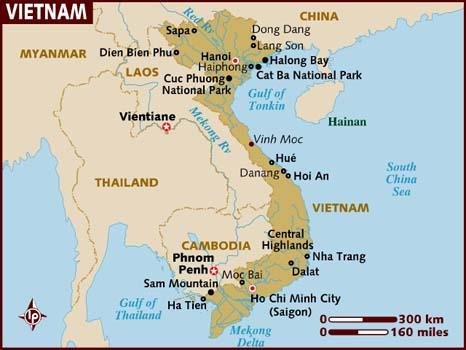 VIETNAM
CHINA
MYANMAR
LAOS
Red Rv
Sapa
Dong Dang
Lang Son
Dien Bien Phu
Hanoi
Haiphong
Halong Bay
Cat Ba National Park
Cuc Phuong
National Park
Gulf of
Tonkin
Hainan
Vientiane
Mekong Rv
Vinh Moc
Hué
Danang
Hoi An
South
China
Sea
THAILAND
VIETNAM
CAMBODIA
Central
Highlands
Nha Trang
Dalat
Phnom
Penh
Moc Bai
Sam Mountain
Ha Tien
Ho Chi Minh City
(Saigon)
Gulf of
Thailand
Mekong
Delta
0
300 km
0
160 miles
lp